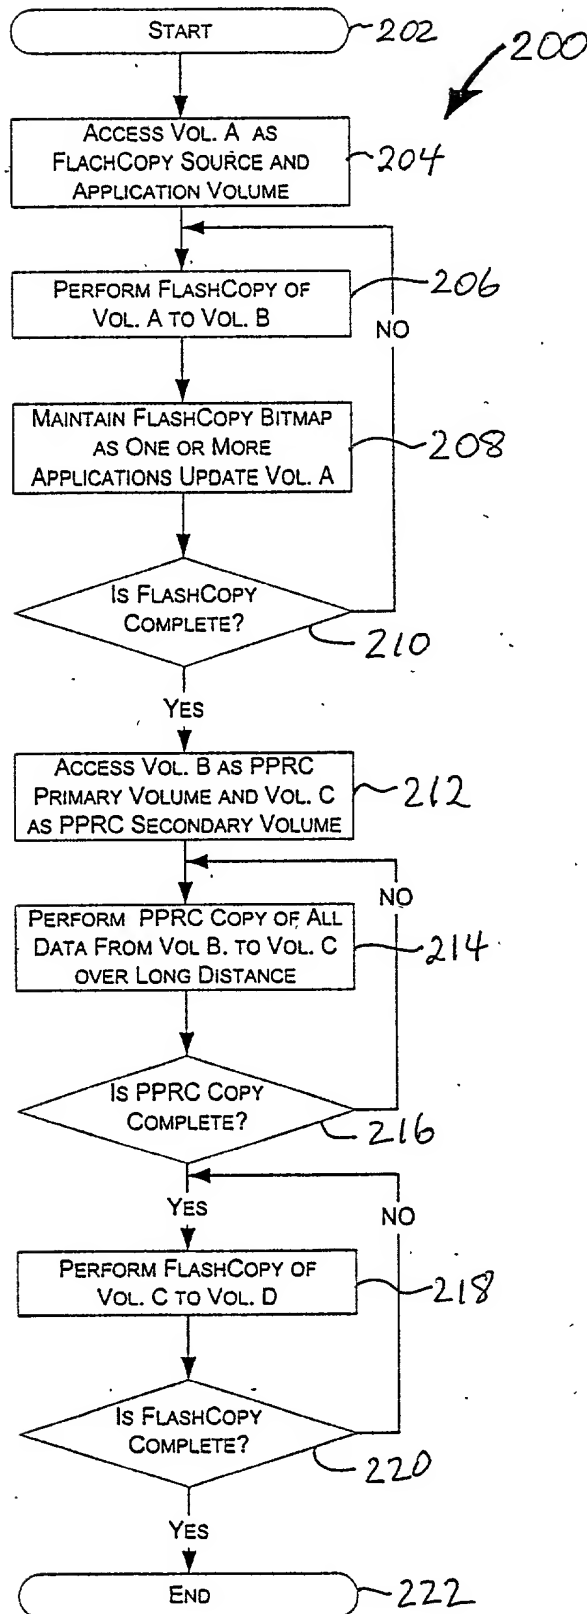 START
202
200
ACCESS VOL. A AS
FLACHCOPY SOURCE AND
APPLICATION VOLUME
204
PERFORM FLASHCOPY OF
VOL. A TO VOL. B
206
NO
MAINTAIN FLASHCOPY BITMAP
AS ONE OR MORE
APPLICATIONS UPDATE VOL. A
208
IS FLASHCOPY
COMPLETE?
210
YES
ACCESS VOL. B AS PPRC
PRIMARY VOLUME AND VOL. C
AS PPRC SECONDARY VOLUME
212
NO
PERFORM PPRC COPY OF ALL
DATA FROM VOL B. TO VOL. C
OVER LONG DISTANCE
214
IS PPRC COPY
COMPLETE?
216
YES
NO
PERFORM FLASHCOPY OF
VOL. C TO VOL. D
218
IS FLASHCOPY
COMPLETE?
220
YES
END
222